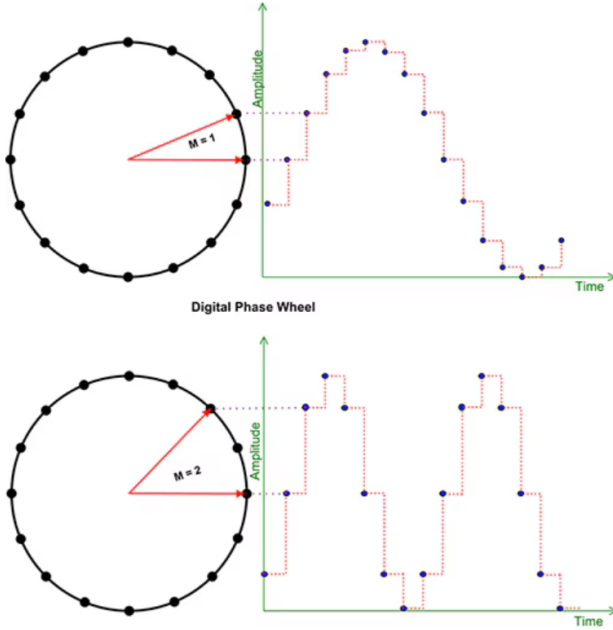 Amplitude
M = 1
Time
Digital Phase Wheel
Amplitude
M = 2
Time